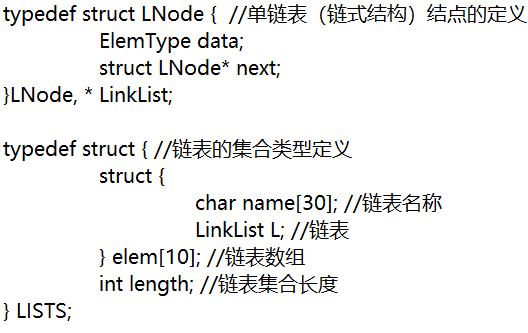 typedef struct LNode {  //单链表（链式结构）结点的定义
ElemType data;
struct LNode* next;
}LNode, * LinkList;
typedef struct { //链表的集合类型定义
struct {
char name[30]; //链表名称
LinkList L; //链表
} elem[10]; //链表数组
int length; //链表集合长度
} LISTS;